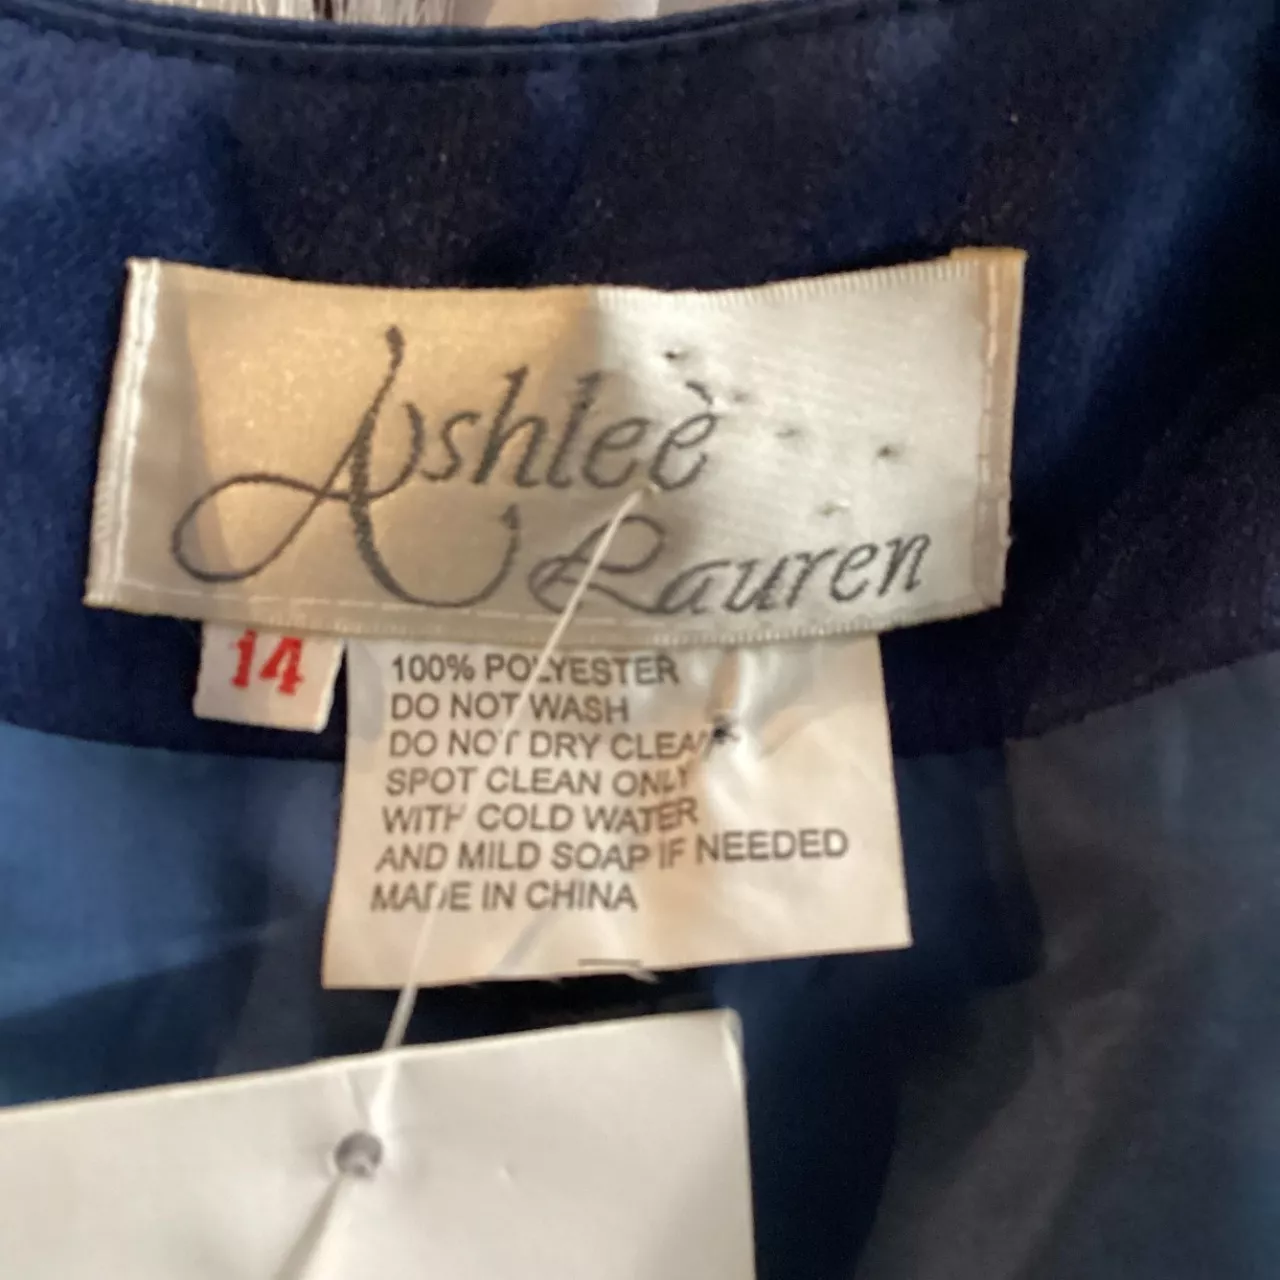 Ashleè
Lauren
14
100% POLYESTER
DO NOT WASH
DO NOT DRY CLEAN
SPOT CLEAN ONLY
WITH COLD WATER
AND MILD SOAP IF NEEDED
MADE IN CHINA